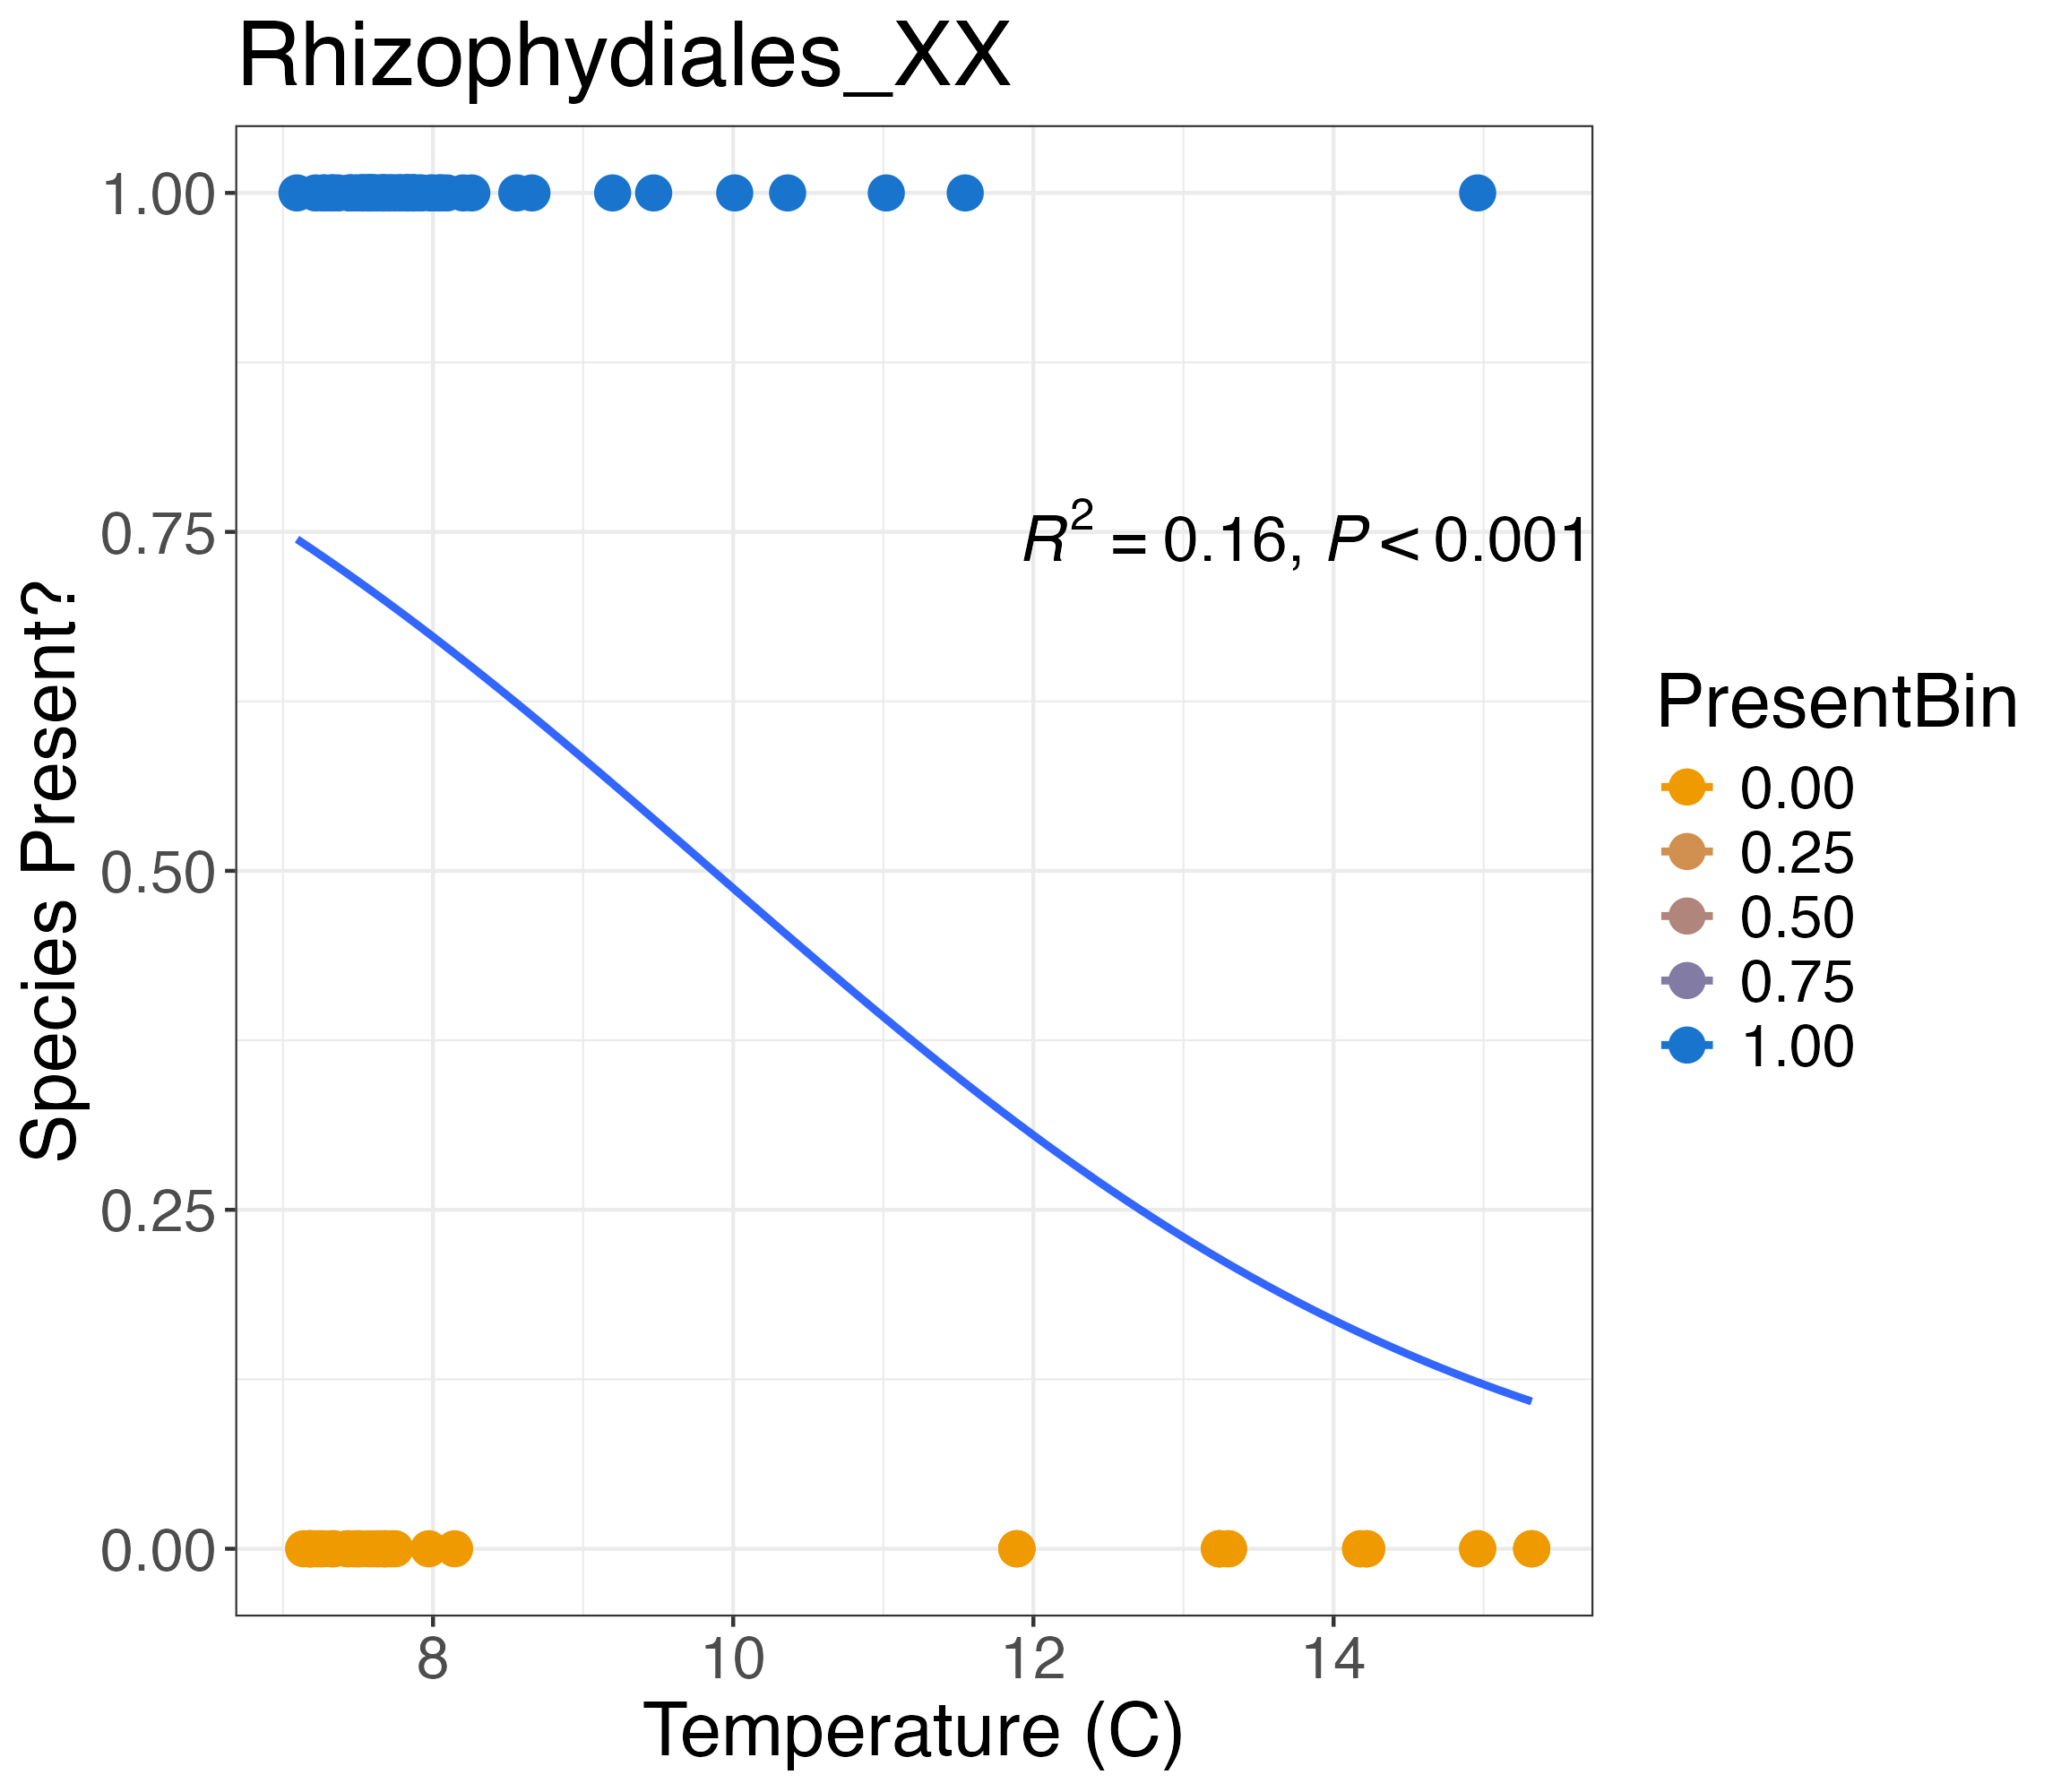 Rhizophydiales_XX
1.00
0.75
0.50
0.25
0.00
Species Present?
R² = 0.16, P < 0.001
8 10 12 14
Temperature (C)
PresentBin
0.00
0.25
0.50
0.75
1.00